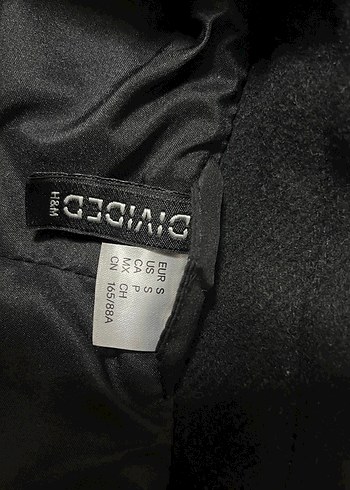 DIVIDED
H&M
EUR S
US S
CA P
MX CH
CN 165/88A